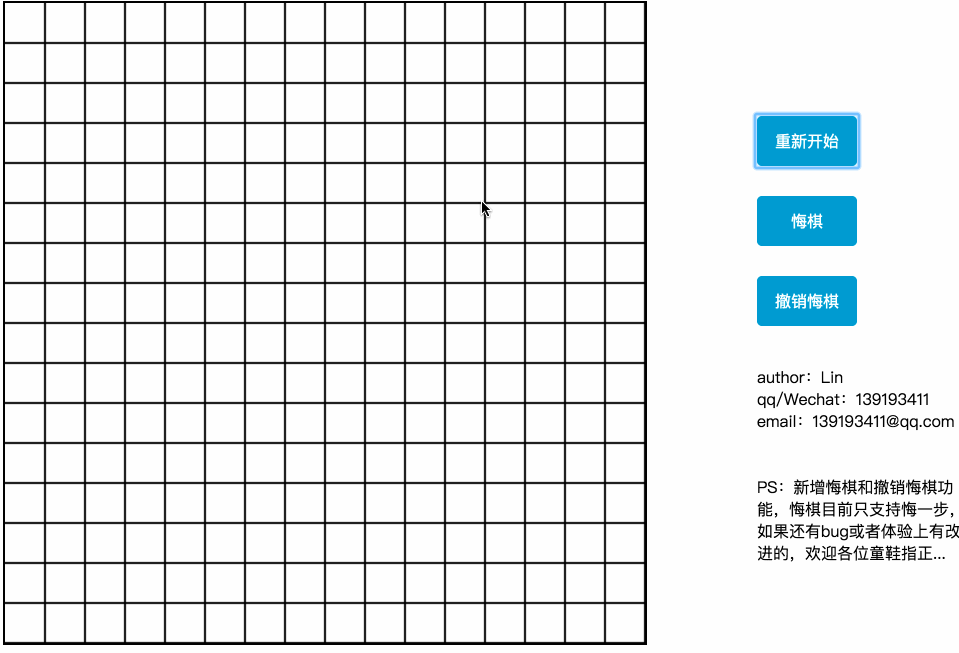 重新开始
悔棋
撤销悔棋
author：Lin
qq/Wechat：139193411
email：139193411@qq.com
PS：新增悔棋和撤销悔棋功
能，悔棋目前只支持悔一步，
如果还有bug或者体验上有改
进的，欢迎各位童鞋指正...